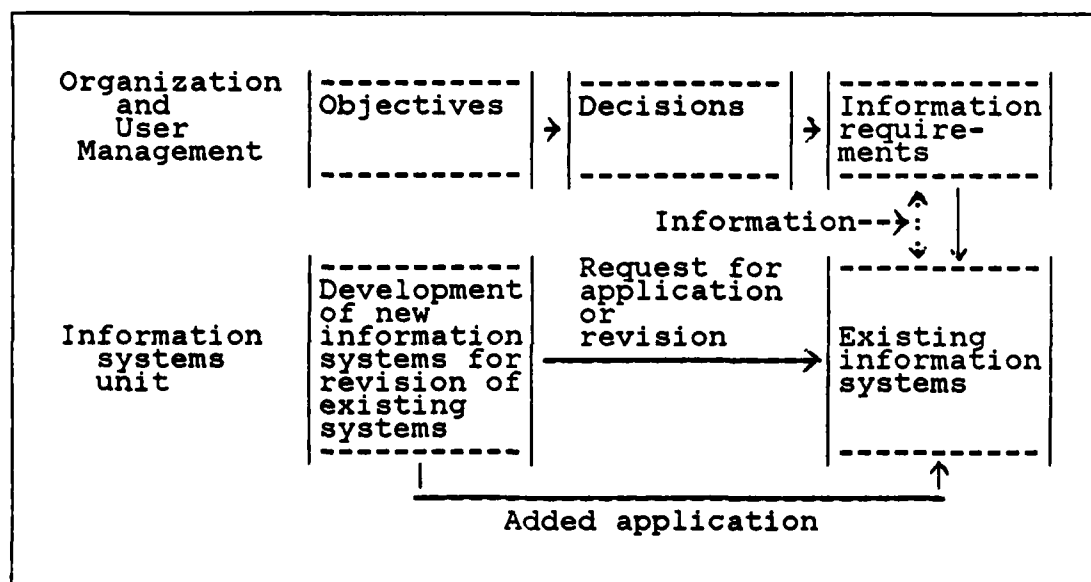 Organization
and
User
Management
Objectives
Decisions
Information
require-
ments
Information
Information
systems
unit
Development
of new
information
systems for
revision of
existing
systems
Request for
application
or
revision
Existing
information
systems
Added application